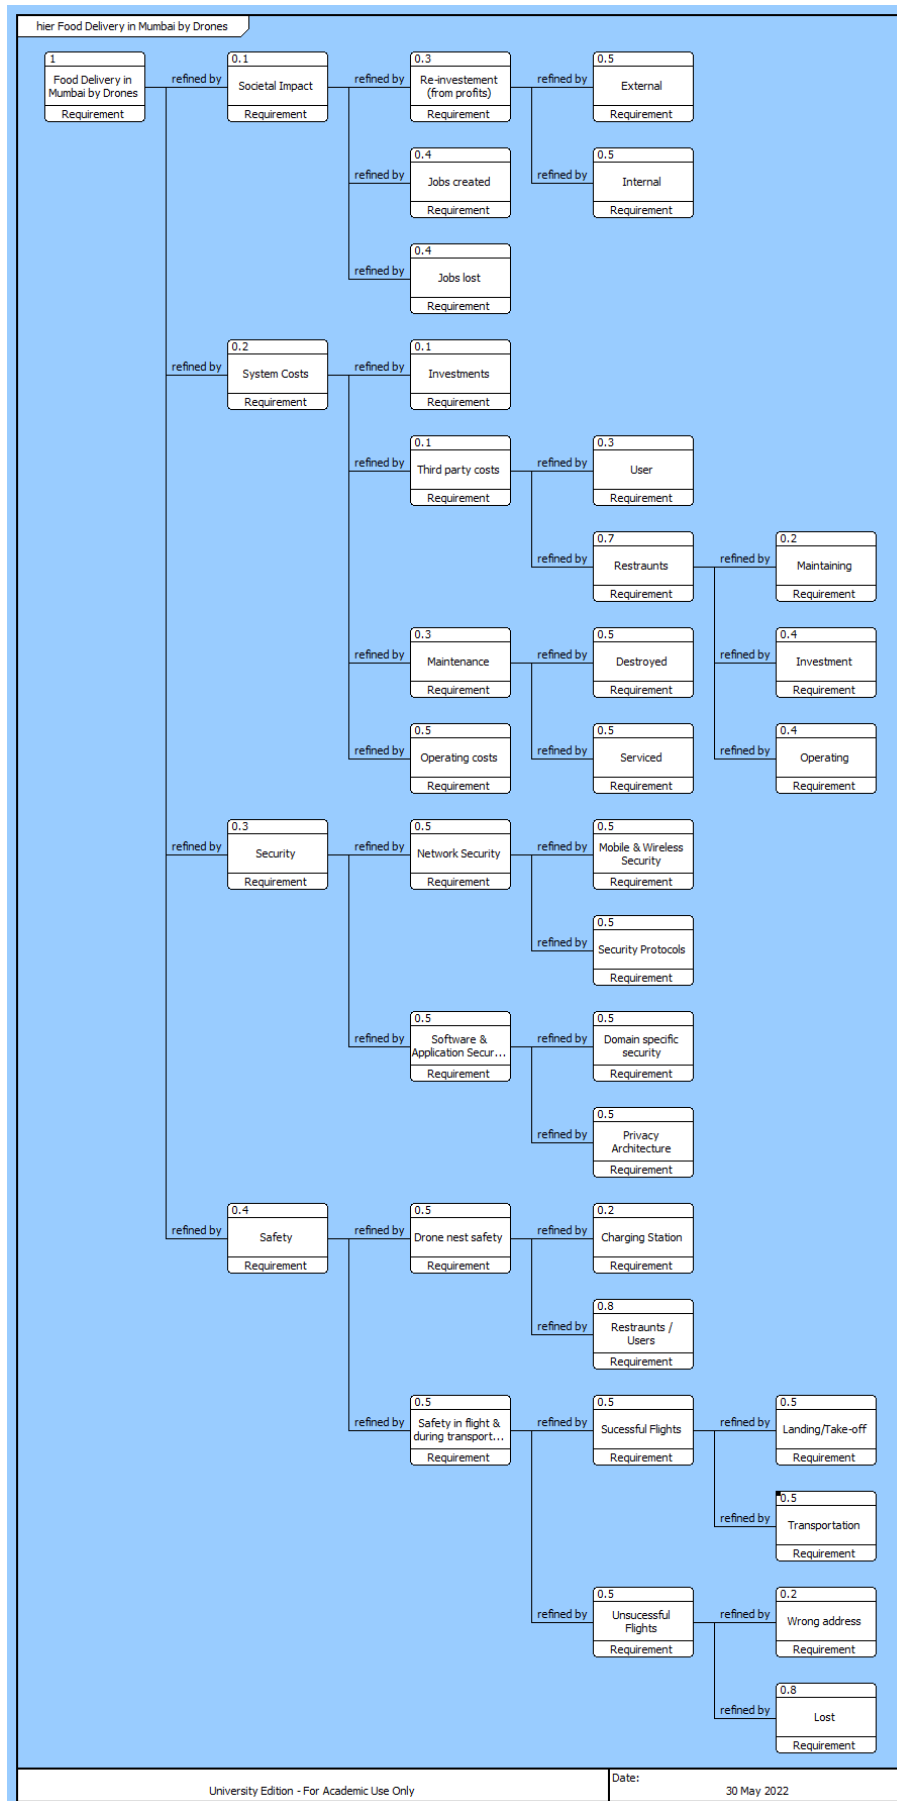 hier Food Delivery in Mumbai by Drones
1
Food Delivery in
Mumbai by Drones
Requirement
refined by
0.1
Societal Impact
Requirement
refined by
0.3
Re-investement
(from profits)
Requirement
refined by
0.5
External
Requirement
refined by
0.5
Internal
Requirement
refined by
0.4
Jobs created
Requirement
refined by
0.4
Jobs lost
Requirement
refined by
0.2
System Costs
Requirement
refined by
0.1
Investments
Requirement
refined by
0.1
Third party costs
Requirement
refined by
0.3
User
Requirement
refined by
0.7
Restraunts
Requirement
refined by
0.2
Maintaining
Requirement
refined by
0.4
Investment
Requirement
refined by
0.4
Operating
Requirement
refined by
0.3
Maintenance
Requirement
refined by
0.5
Destroyed
Requirement
refined by
0.5
Serviced
Requirement
refined by
0.5
Operating costs
Requirement
refined by
0.3
Security
Requirement
refined by
0.5
Network Security
Requirement
refined by
0.5
Mobile & Wireless
Security
Requirement
refined by
0.5
Security Protocols
Requirement
refined by
0.5
Software &
Application Secur...
Requirement
refined by
0.5
Domain specific
security
Requirement
refined by
0.5
Privacy
Architecture
Requirement
refined by
0.4
Safety
Requirement
refined by
0.5
Drone nest safety
Requirement
refined by
0.2
Charging Station
Requirement
refined by
0.8
Restraunts /
Users
Requirement
refined by
0.5
Safety in flight &
during transport...
Requirement
refined by
0.5
Sucessful Flights
Requirement
refined by
0.5
Landing/Take-off
Requirement
refined by
0.5
Transportation
Requirement
refined by
0.5
Unsucessful
Flights
Requirement
refined by
0.2
Wrong address
Requirement
refined by
0.8
Lost
Requirement
University Edition - For Academic Use Only
Date:
30 May 2022